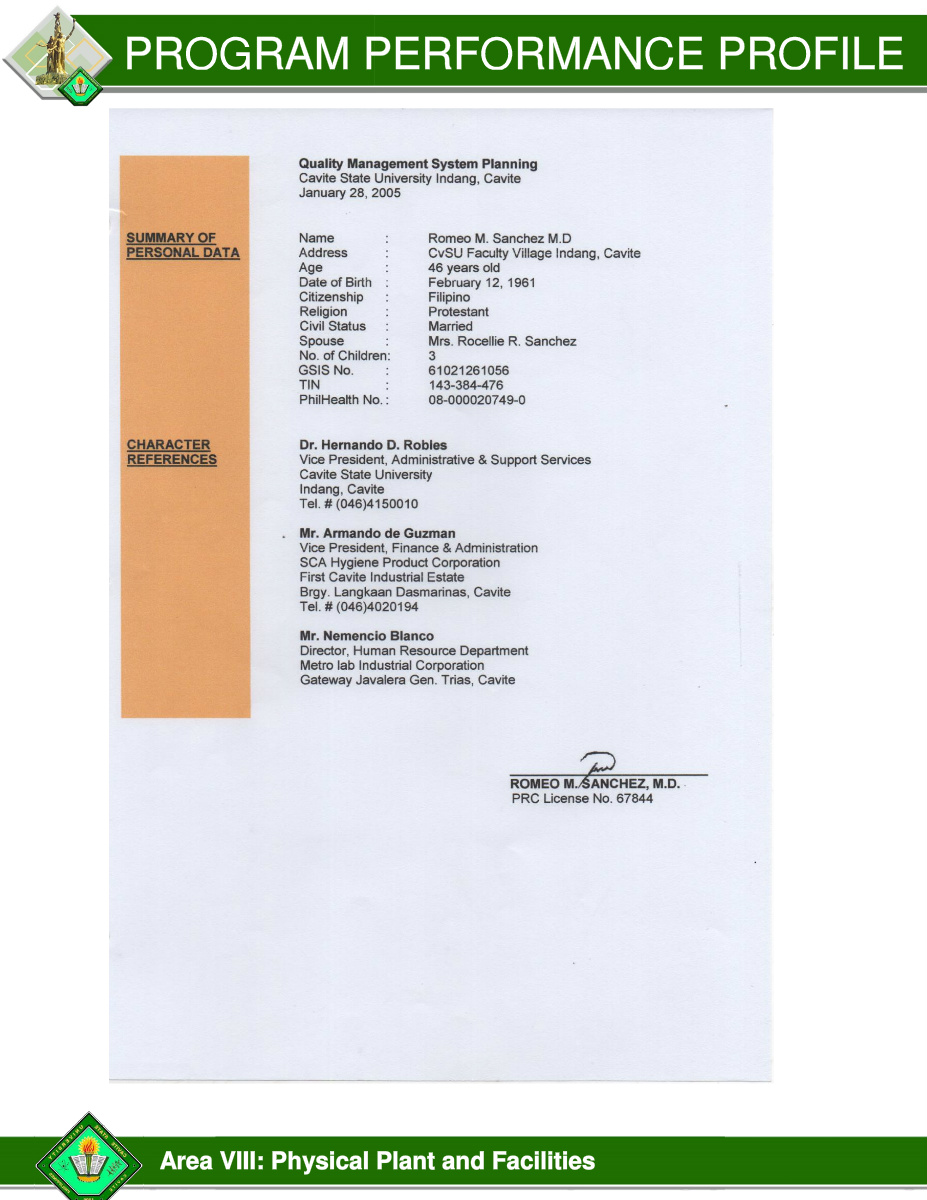 PROGRAM PERFORMANCE PROFILE
Quality Management System Planning
Cavite State University Indang, Cavite
January 28, 2005
SUMMARY OF
PERSONAL DATA
Name : Romeo M. Sanchez M.D
Address : CvSU Faculty Village Indang, Cavite
Age : 46 years old
Date of Birth : February 12, 1961
Citizenship : Filipino
Religion : Protestant
Civil Status : Married
Spouse : Mrs. Rocellie R. Sanchez
No. of Children: 3
GSIS No. : 61021261056
TIN : 143-384-476
PhilHealth No. : 08-000020749-0
CHARACTER
REFERENCES
Dr. Hernando D. Robles
Vice President, Administrative & Support Services
Cavite State University
Indang, Cavite
Tel. # (046)4150010
Mr. Armando de Guzman
Vice President, Finance & Administration
SCA Hygiene Product Corporation
First Cavite Industrial Estate
Brgy. Langkaan Dasmarinas, Cavite
Tel. # (046)4020194
Mr. Nemencio Blanco
Director, Human Resource Department
Metro lab Industrial Corporation
Gateway Javalera Gen. Trias, Cavite
ROMEO M. SANCHEZ, M.D.
PRC License No. 67844
Area VIII: Physical Plant and Facilities